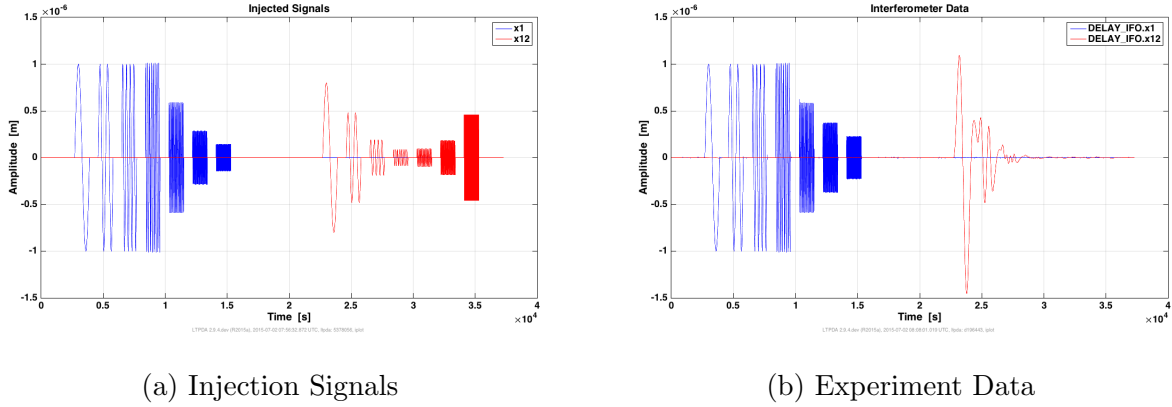 Injected Signals
×10⁻⁶
1.5
1
0.5
0
-0.5
-1
-1.5
Amplitude [m]
x1
x12
0 0.5 1 1.5 2 2.5 3 3.5 4
×10⁴
Time [s]
(a) Injection Signals
Interferometer Data
×10⁻⁶
1.5
1
0.5
0
-0.5
-1
-1.5
Amplitude [m]
DELAY_IFO.x1
DELAY_IFO.x12
0 0.5 1 1.5 2 2.5 3 3.5 4
×10⁴
Time [s]
(b) Experiment Data